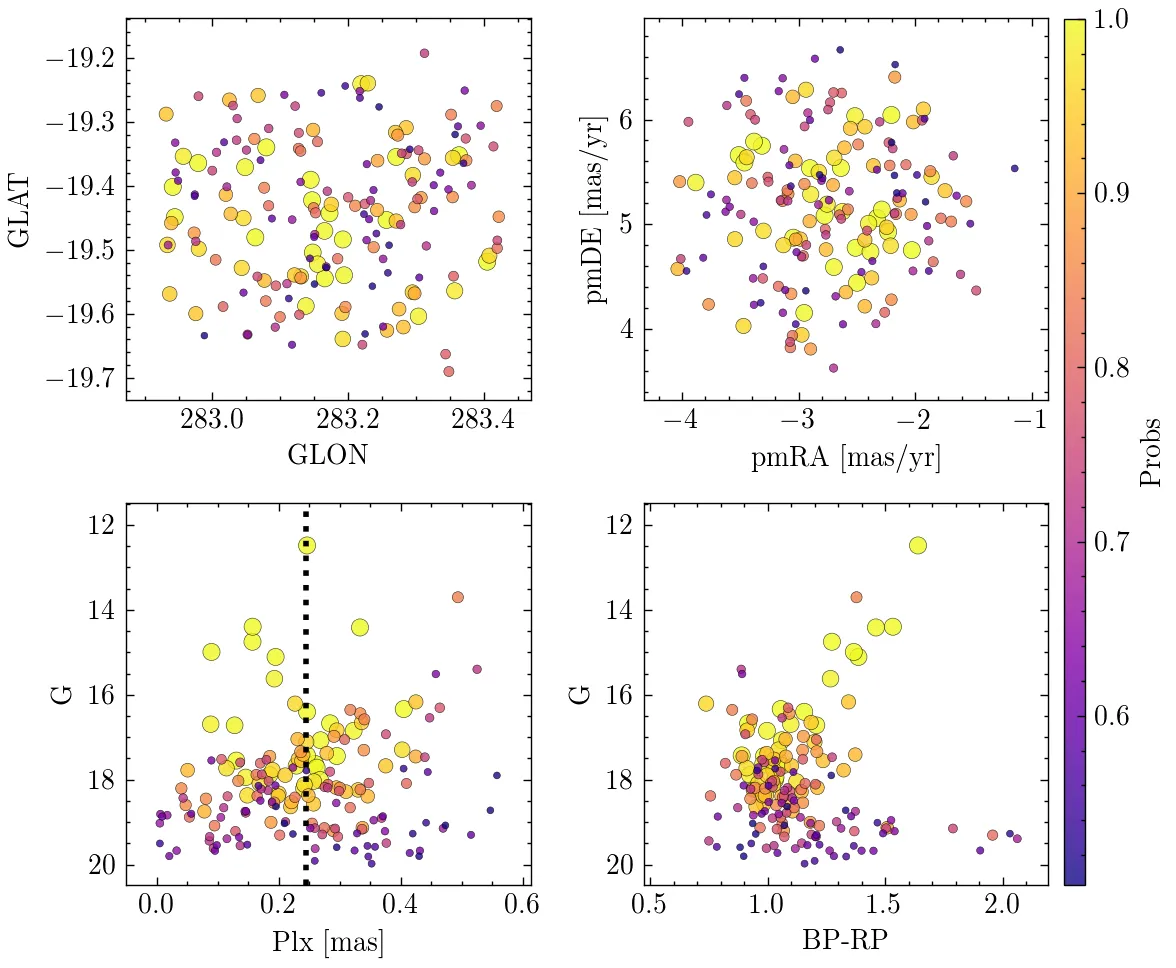 −19.2
−19.3
−19.4
−19.5
−19.6
−19.7
GLAT
283.0 283.2 283.4
GLON
6
5
4
pmDE [mas/yr]
−4 −3 −2 −1
pmRA [mas/yr]
1.0
0.9
0.8
0.7
0.6
Probs
12
14
16
18
20
G
0.0 0.2 0.4 0.6
Plx [mas]
12
14
16
18
20
G
0.5 1.0 1.5 2.0
BP-RP